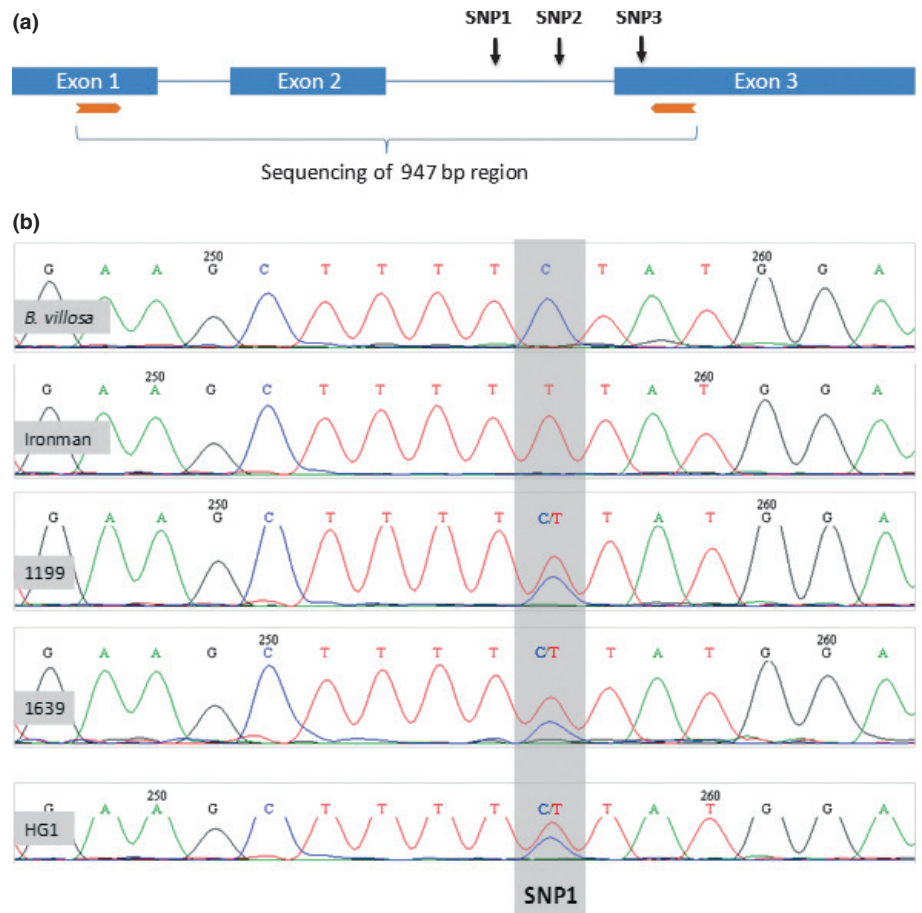 (a)
SNP1 SNP2 SNP3
Exon 1 Exon 2 Exon 3
Sequencing of 947 bp region
(b)
250 260
G A A G C T T T T C T A T G G A
B. villosa
250 260
G A A G C T T T T T T A T G G A
Ironman
250 260
G A A G C T T T T C/T T A T G G A
1199
250 260
G A A G C T T T T C/T T A T G G A
1639
250 260
G A A G C T T T T C/T T A T G G A
HG1
SNP1